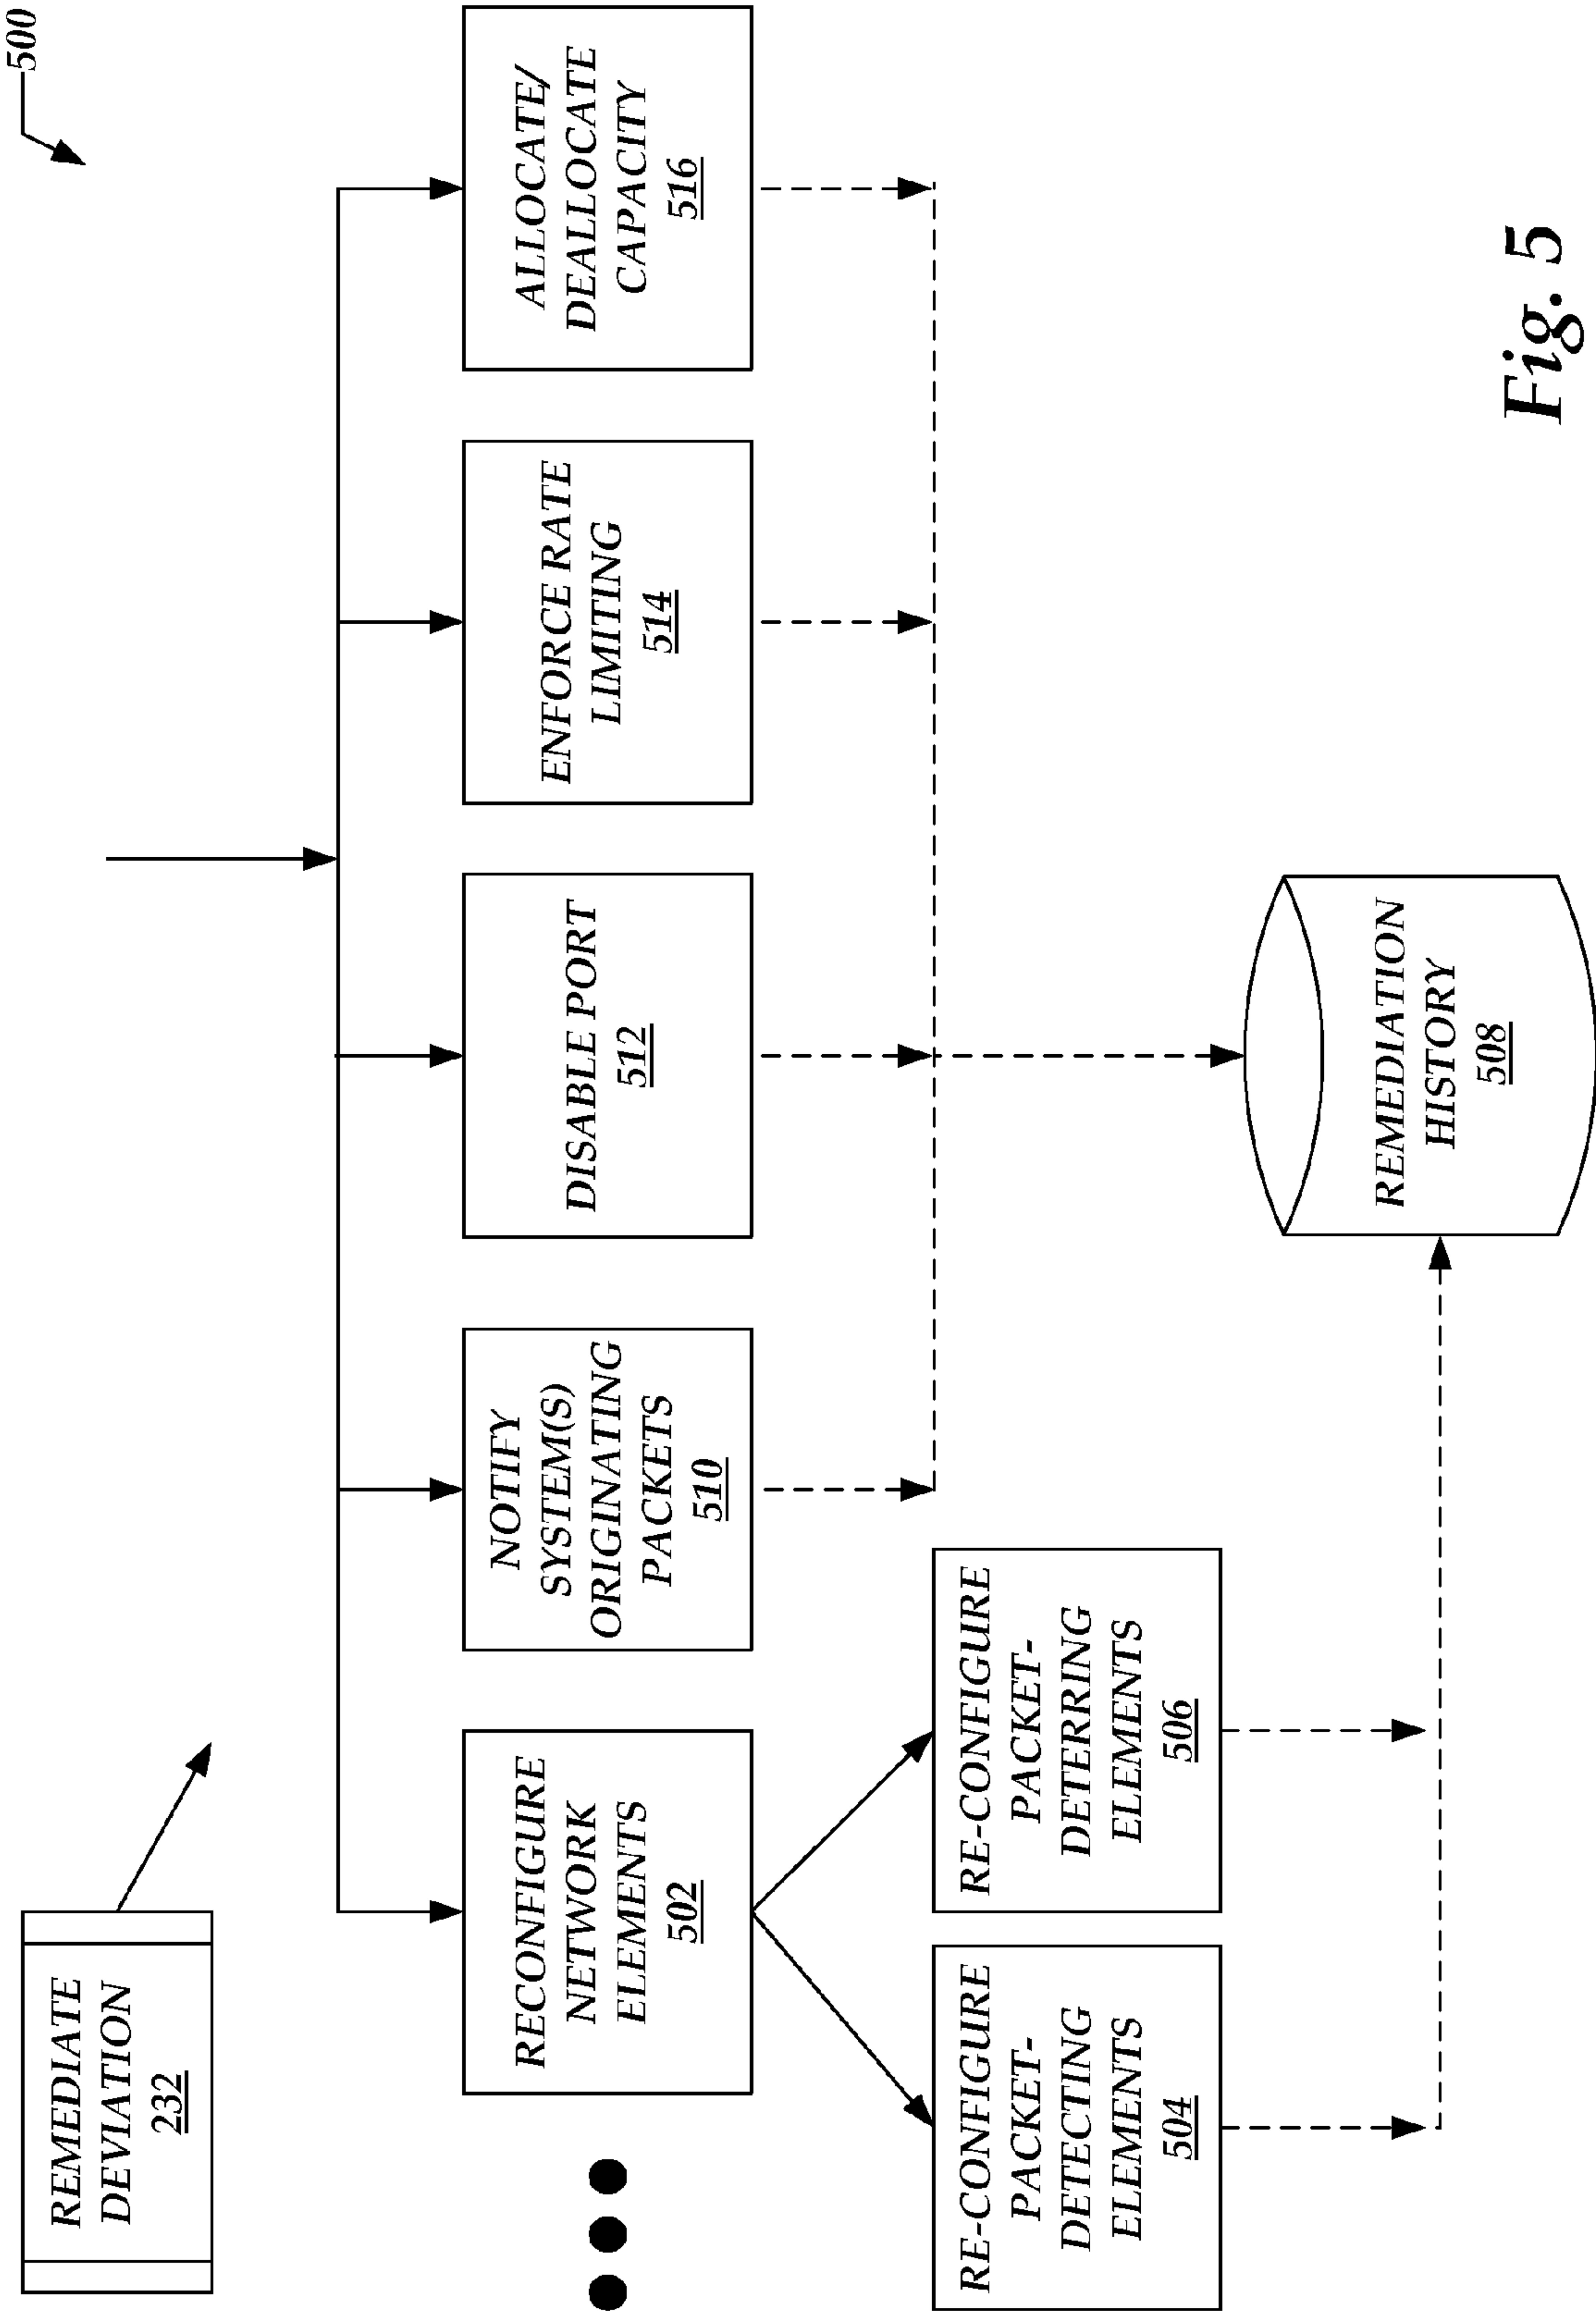 500
REMEDIATE
DEVIATION
232
RECONFIGURE
NETWORK
ELEMENTS
502
NOTIFY
SYSTEM(S)
ORIGINATING
PACKETS
510
DISABLE PORT
512
ENFORCE RATE
LIMITING
514
ALLOCATE/
DEALLOCATE
CAPACITY
516
RE-CONFIGURE
PACKET-
DETECTING
ELEMENTS
504
RE-CONFIGURE
PACKET-
DETERRING
ELEMENTS
506
REMEDIATION
HISTORY
508
Fig. 5